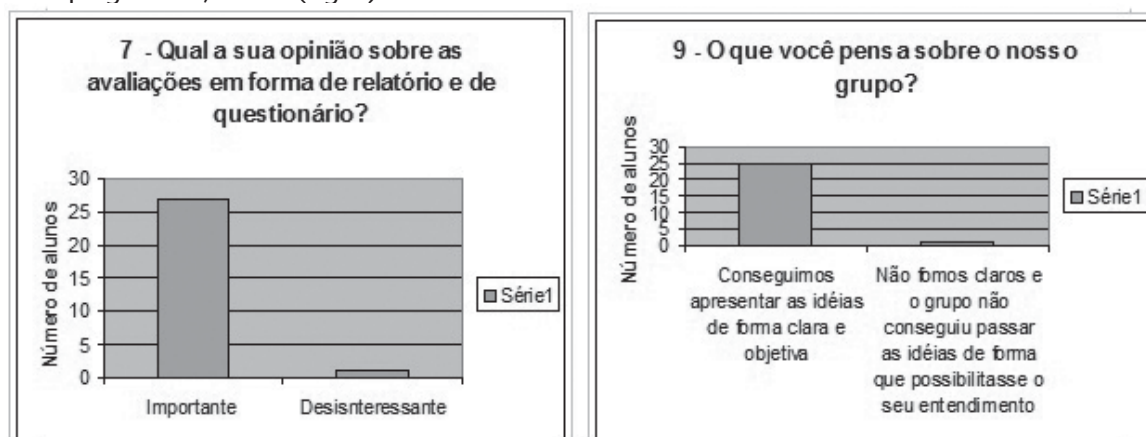 7 - Qual a sua opinião sobre as
avaliações em forma de relatório e de
questionário?
Número de alunos
30
25
20
15
10
5
0
Importante
Desisnteressante
Série1
9 - O que você pensa sobre o nosso
grupo?
Número de alunos
30
25
20
15
10
5
0
Conseguimos
apresentar as idéias
de forma clara e
objetiva
Não fomos claros e
o grupo não
conseguiu passar
as idéias de forma
que possibilitasse o
seu entendimento
Série1